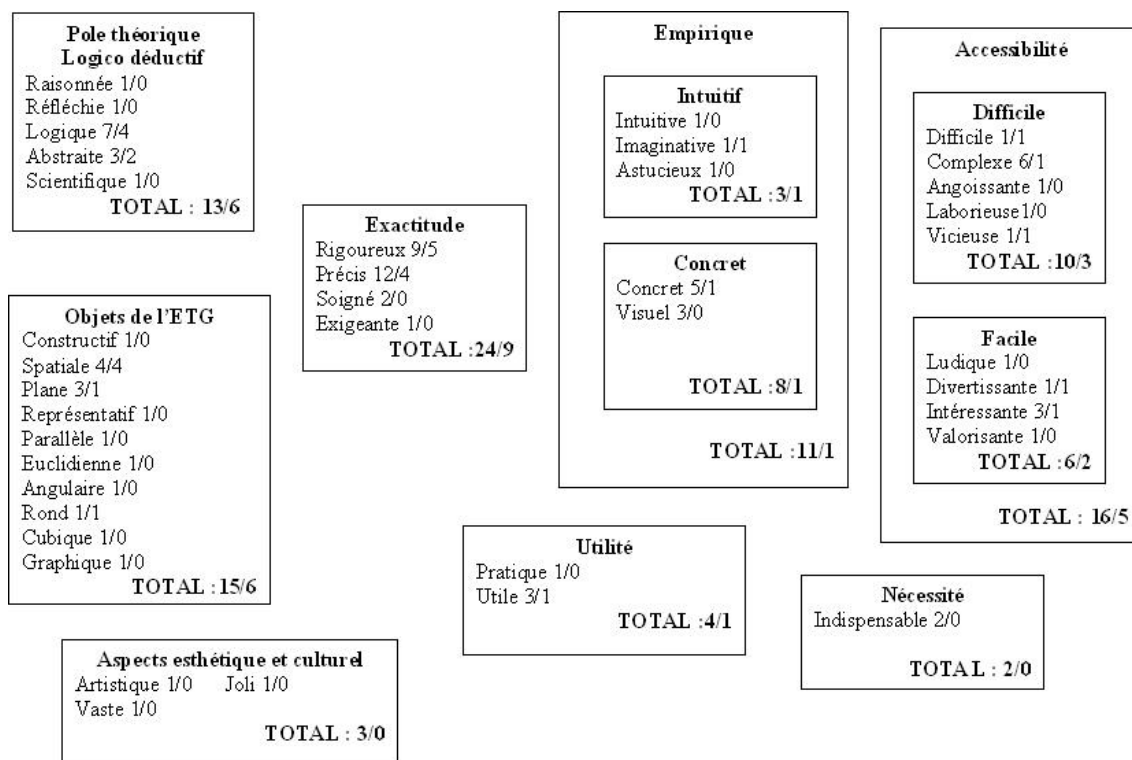 Pole théorique
Logico déductif
Raisonnée 1/0
Réfléchie 1/0
Logique 7/4
Abstraite 3/2
Scientifique 1/0
TOTAL : 13/6
Objets de l'ETG
Constructif 1/0
Spatiale 4/4
Plane 3/1
Représentatif 1/0
Parallèle 1/0
Euclidienne 1/0
Angulaire 1/0
Rond 1/1
Cubique 1/0
Graphique 1/0
TOTAL :15/6
Aspects esthétique et culturel
Artistique 1/0 Joli 1/0
Vaste 1/0
TOTAL : 3/0
Exactitude
Rigoureux 9/5
Précis 12/4
Soigné 2/0
Exigeante 1/0
TOTAL :24/9
Empirique
Intuitif
Intuitive 1/0
Imaginative 1/1
Astucieux 1/0
TOTAL :3/1
Concret
Concret 5/1
Visuel 3/0
TOTAL :8/1
TOTAL :11/1
Utilité
Pratique 1/0
Utile 3/1
TOTAL :4/1
Accessibilité
Difficile
Difficile 1/1
Complexe 6/1
Angoissante 1/0
Laborieuse1/0
Vicieuse 1/1
TOTAL :10/3
Facile
Ludique 1/0
Divertissante 1/1
Intéressante 3/1
Valorisante 1/0
TOTAL :6/2
TOTAL : 16/5
Nécessité
Indispensable 2/0
TOTAL : 2/0